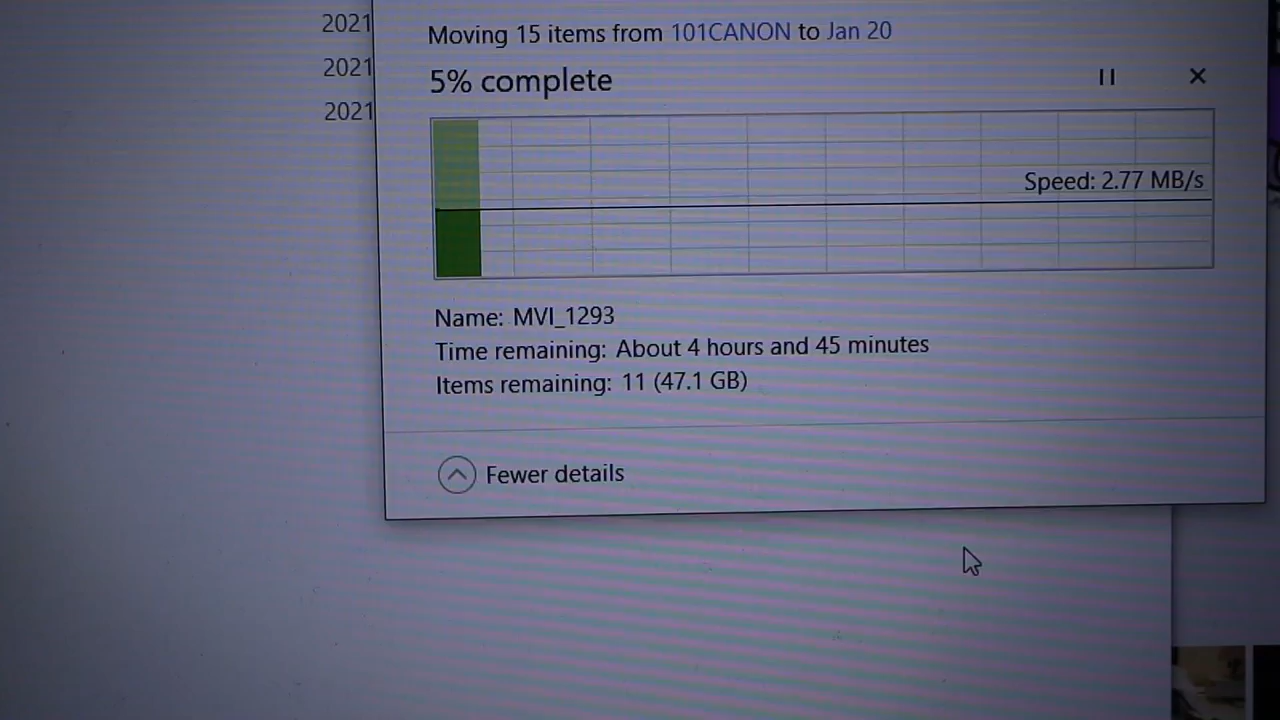 2021
Moving 15 items from 101CANON to Jan 20
2021
5% complete
2021
Speed: 2.77 MB/s
Name: MVI_1293
Time remaining: About 4 hours and 45 minutes
Items remaining: 11 (47.1 GB)
Fewer details